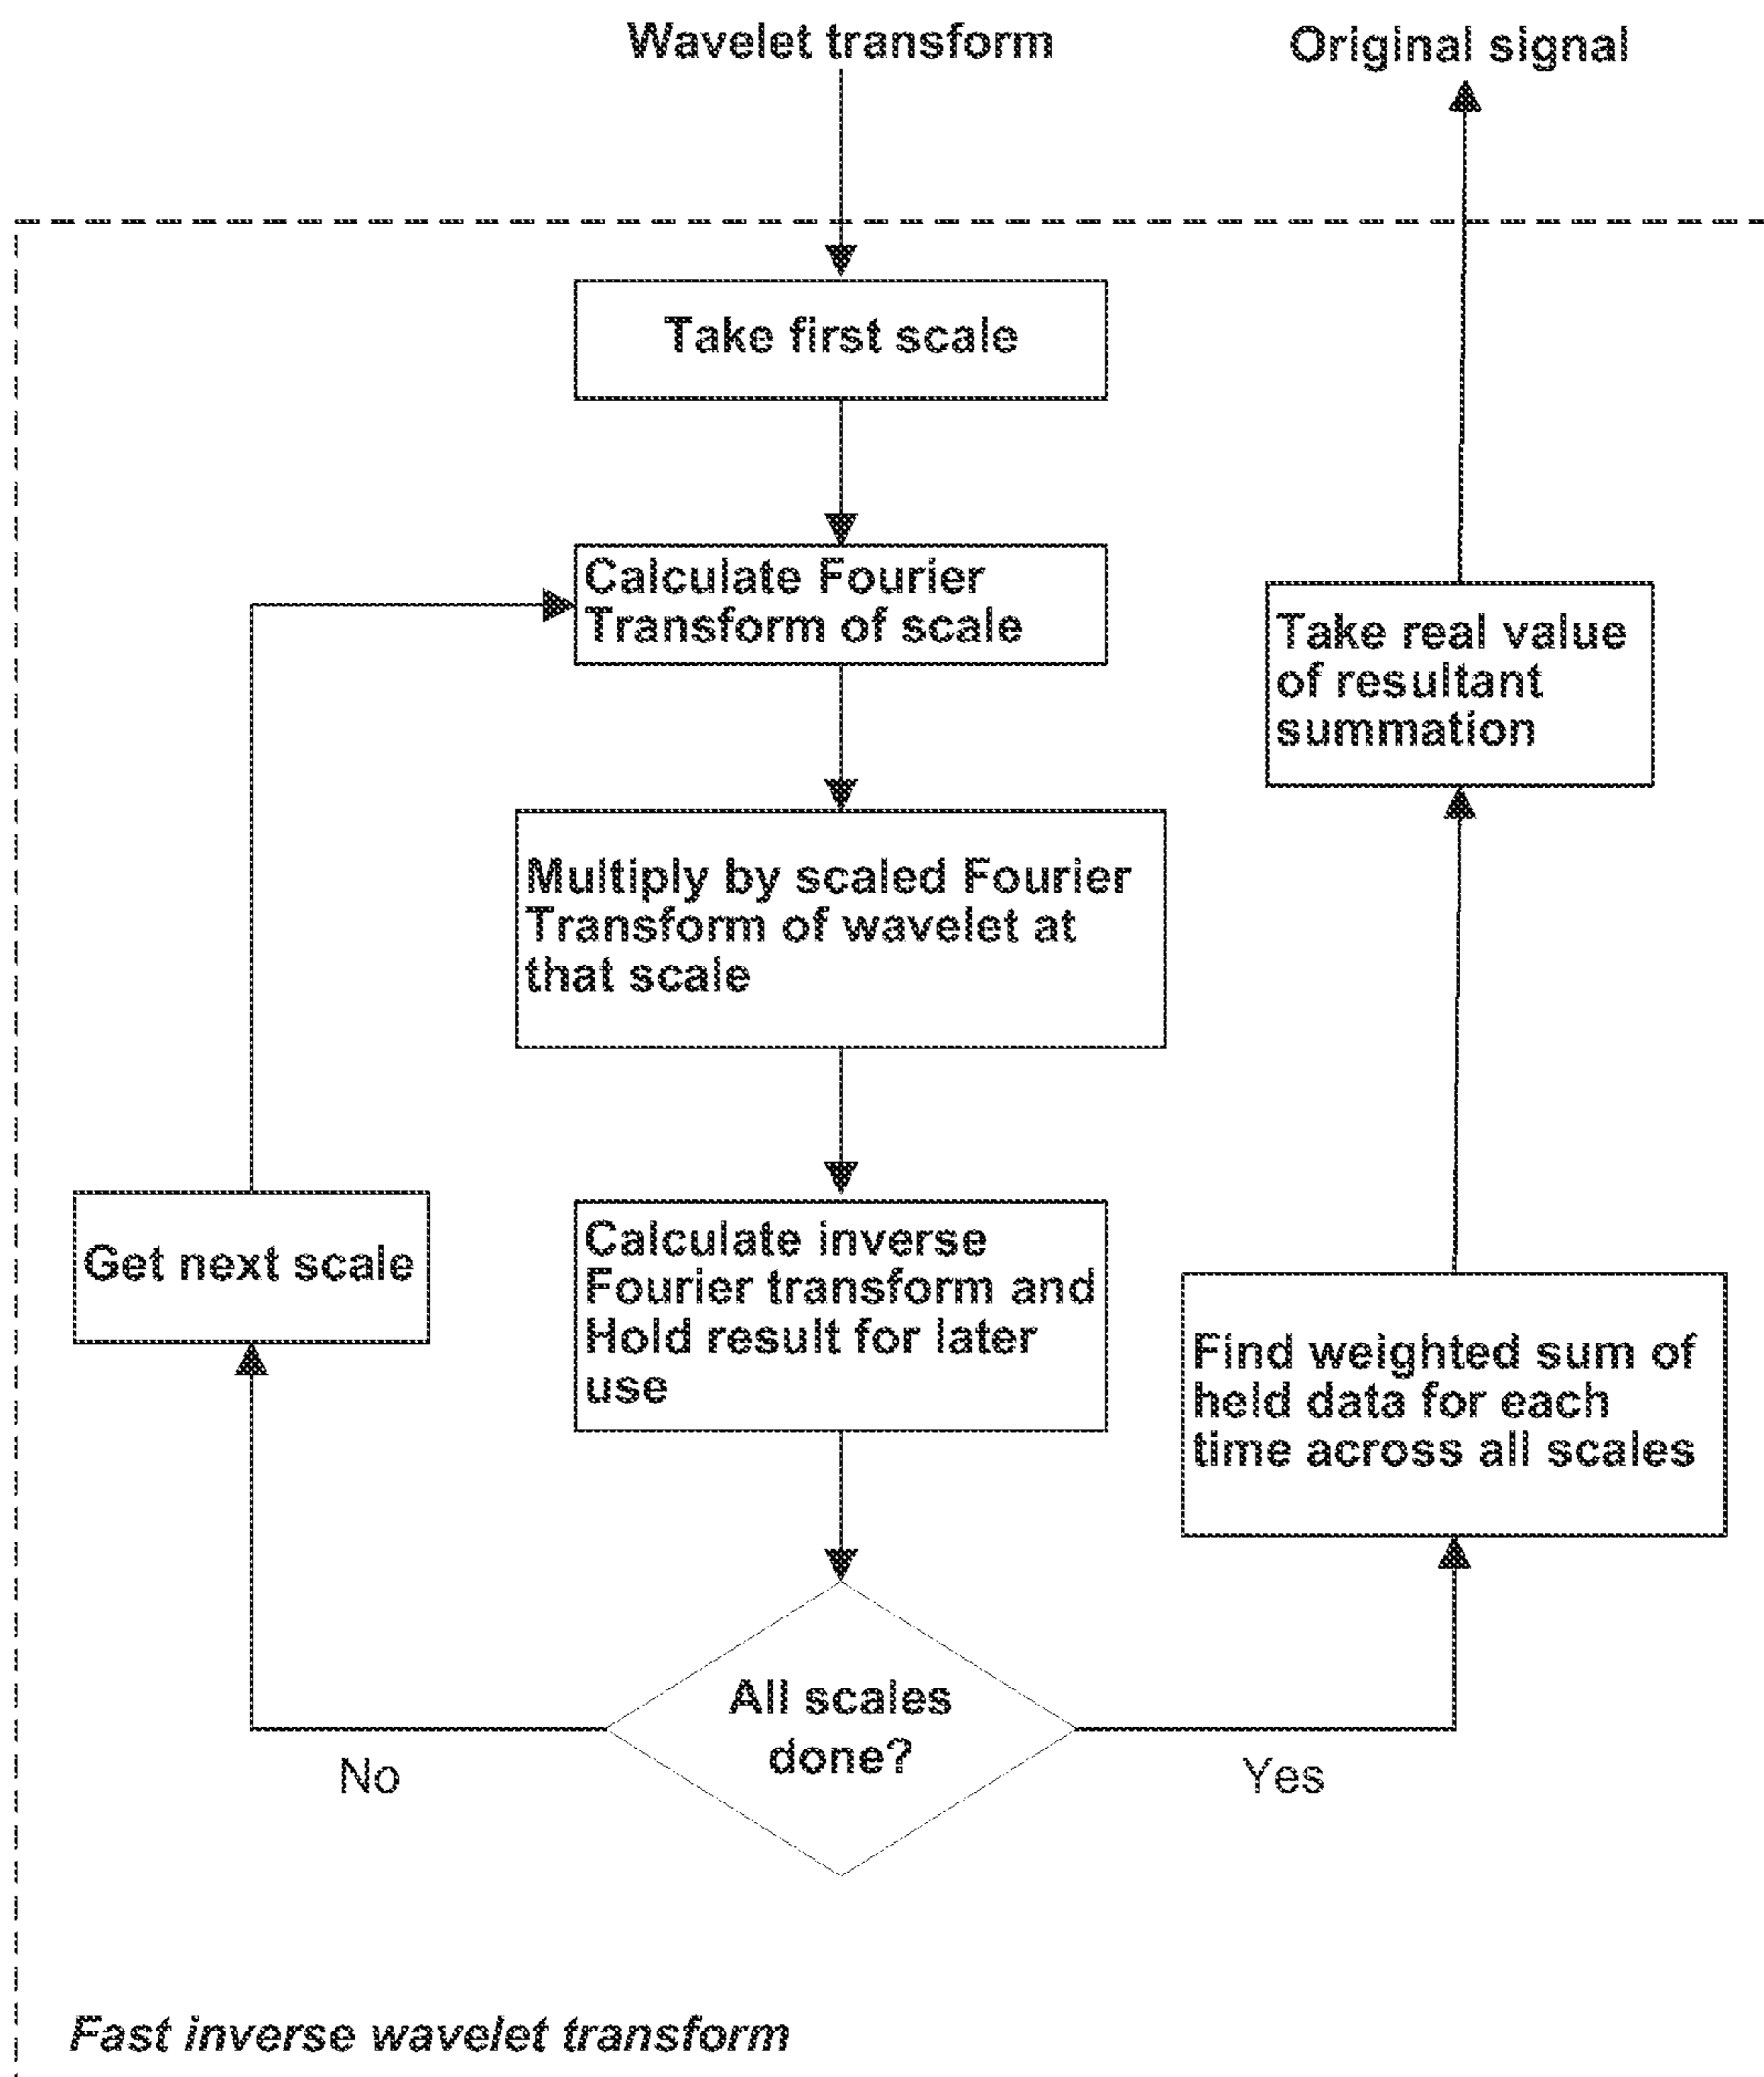 Wavelet transform
Original signal
Take first scale
Calculate Fourier
Transform of scale
Take real value
of resultant
summation
Multiply by scaled Fourier
Transform of wavelet at
that scale
Get next scale
Calculate inverse
Fourier transform and
Hold result for later
use
Find weighted sum of
held data for each
time across all scales
All scales
done?
No
Yes
Fast inverse wavelet transform